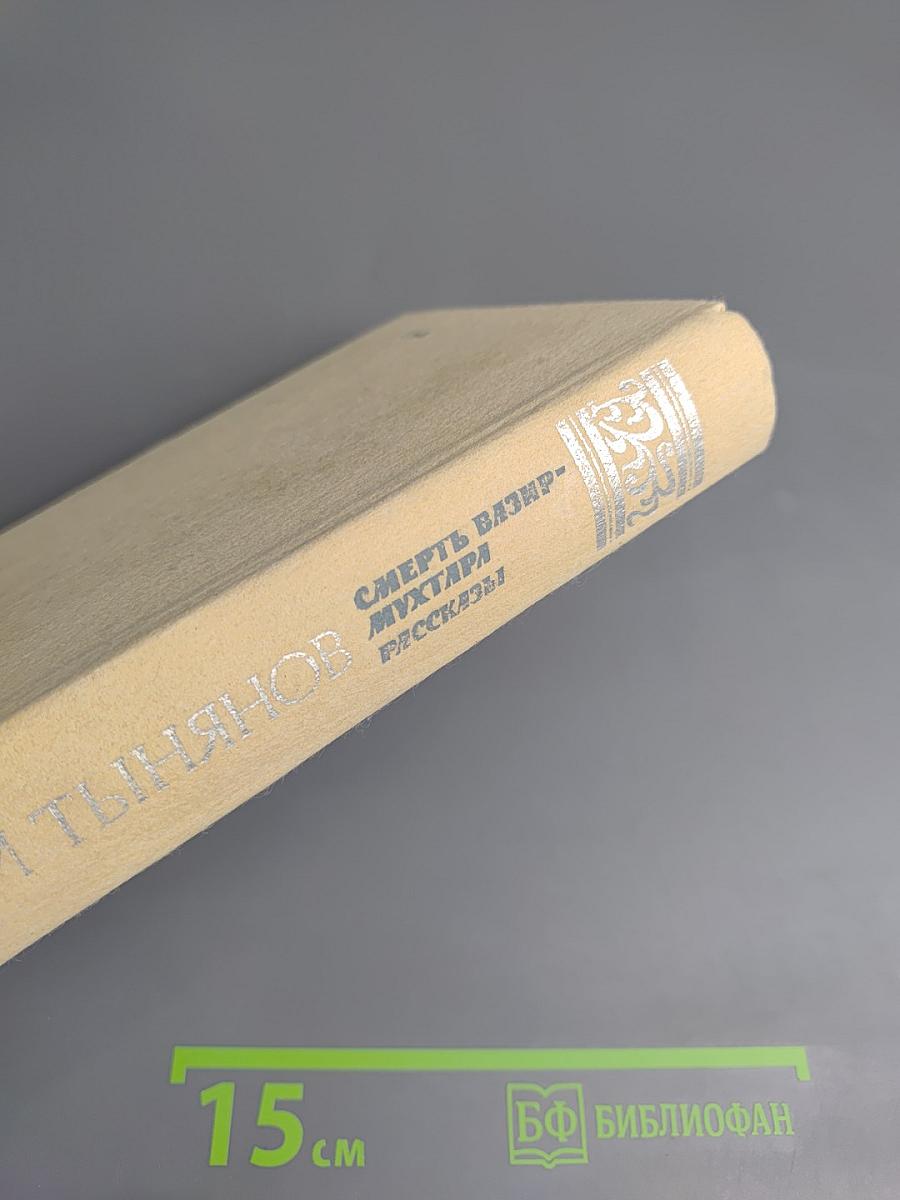 Й ТЫНЯНОВ
СМЕРТЬ ВАЗИР-
МУХТАРА
РАССКАЗЫ
15 см
БФ БИБЛИОФАН